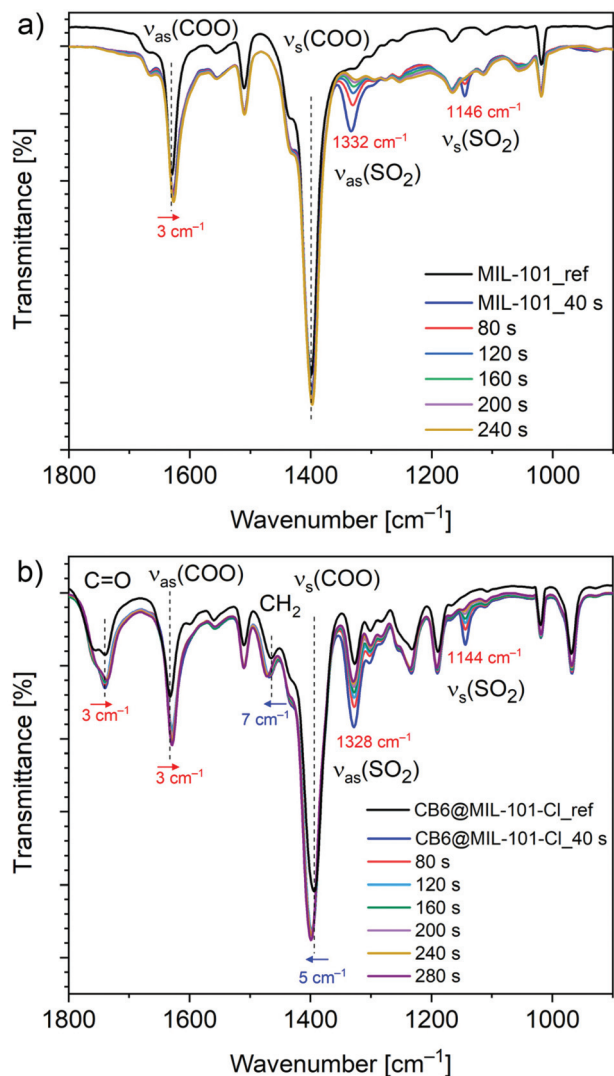 a)
νas(COO)
νs(COO)
1332 cm⁻¹
νas(SO₂)
1146 cm⁻¹
νs(SO₂)
3 cm⁻¹
Transmittance [%]
MIL-101_ref
MIL-101_40 s
80 s
120 s
160 s
200 s
240 s
1800 1600 1400 1200 1000
Wavenumber [cm⁻¹]
b)
C=O
νas(COO)
CH₂
νs(COO)
1144 cm⁻¹
νs(SO₂)
3 cm⁻¹
3 cm⁻¹
7 cm⁻¹
1328 cm⁻¹
νas(SO₂)
5 cm⁻¹
Transmittance [%]
CB6@MIL-101-Cl_ref
CB6@MIL-101-Cl_40 s
80 s
120 s
160 s
200 s
240 s
280 s
1800 1600 1400 1200 1000
Wavenumber [cm⁻¹]